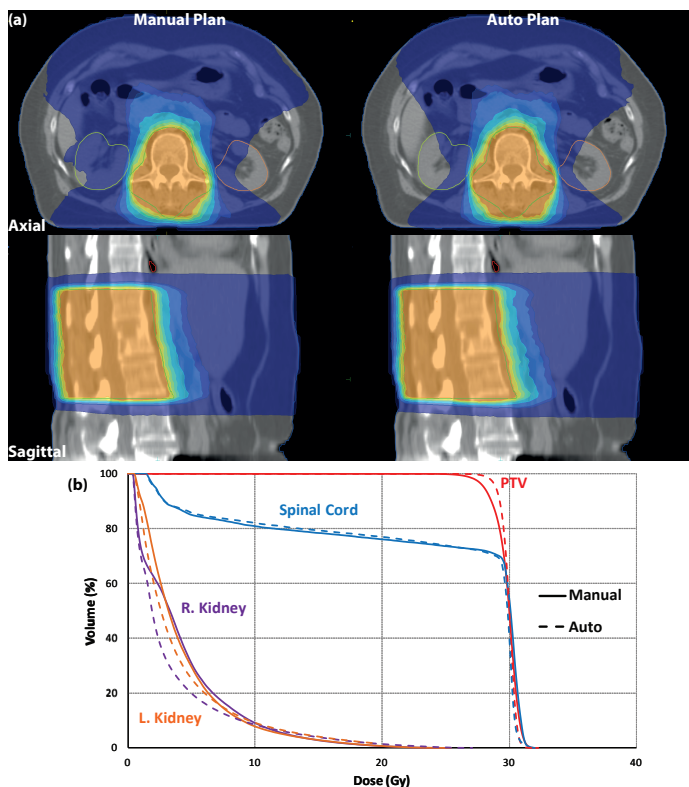 (a) Manual Plan Auto Plan
Axial
Sagittal
(b)
100
80
60
40
20
0
Volume (%)
PTV
Spinal Cord
R. Kidney
L. Kidney
Manual
Auto
0 10 20 30 40
Dose (Gy)